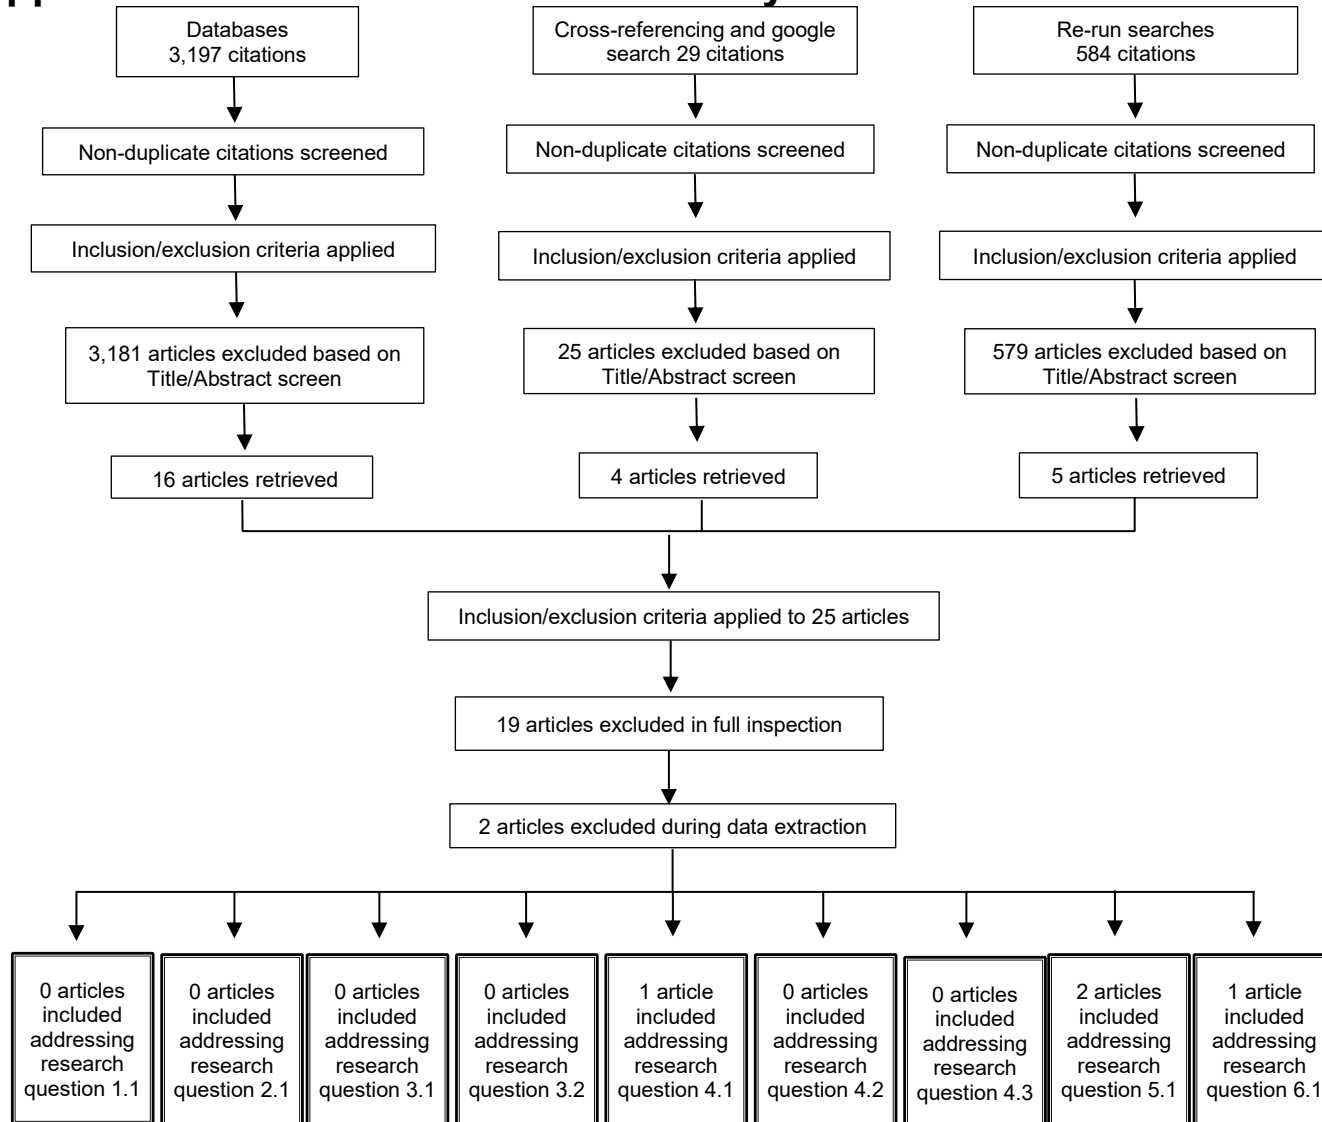 Databases
3,197 citations
Cross-referencing and google
search 29 citations
Re-run searches
584 citations
Non-duplicate citations screened
Non-duplicate citations screened
Non-duplicate citations screened
Inclusion/exclusion criteria applied
Inclusion/exclusion criteria applied
Inclusion/exclusion criteria applied
3,181 articles excluded based on
Title/Abstract screen
25 articles excluded based on
Title/Abstract screen
579 articles excluded based on
Title/Abstract screen
16 articles retrieved
4 articles retrieved
5 articles retrieved
Inclusion/exclusion criteria applied to 25 articles
19 articles excluded in full inspection
2 articles excluded during data extraction
0 articles
included
addressing
research
question 1.1
0 articles
included
addressing
research
question 2.1
0 articles
included
addressing
research
question 3.1
0 articles
included
addressing
research
question 3.2
1 article
included
addressing
research
question 4.1
0 articles
included
addressing
research
question 4.2
0 articles
included
addressing
research
question 4.3
2 articles
included
addressing
research
question 5.1
1 article
included
addressing
research
question 6.1